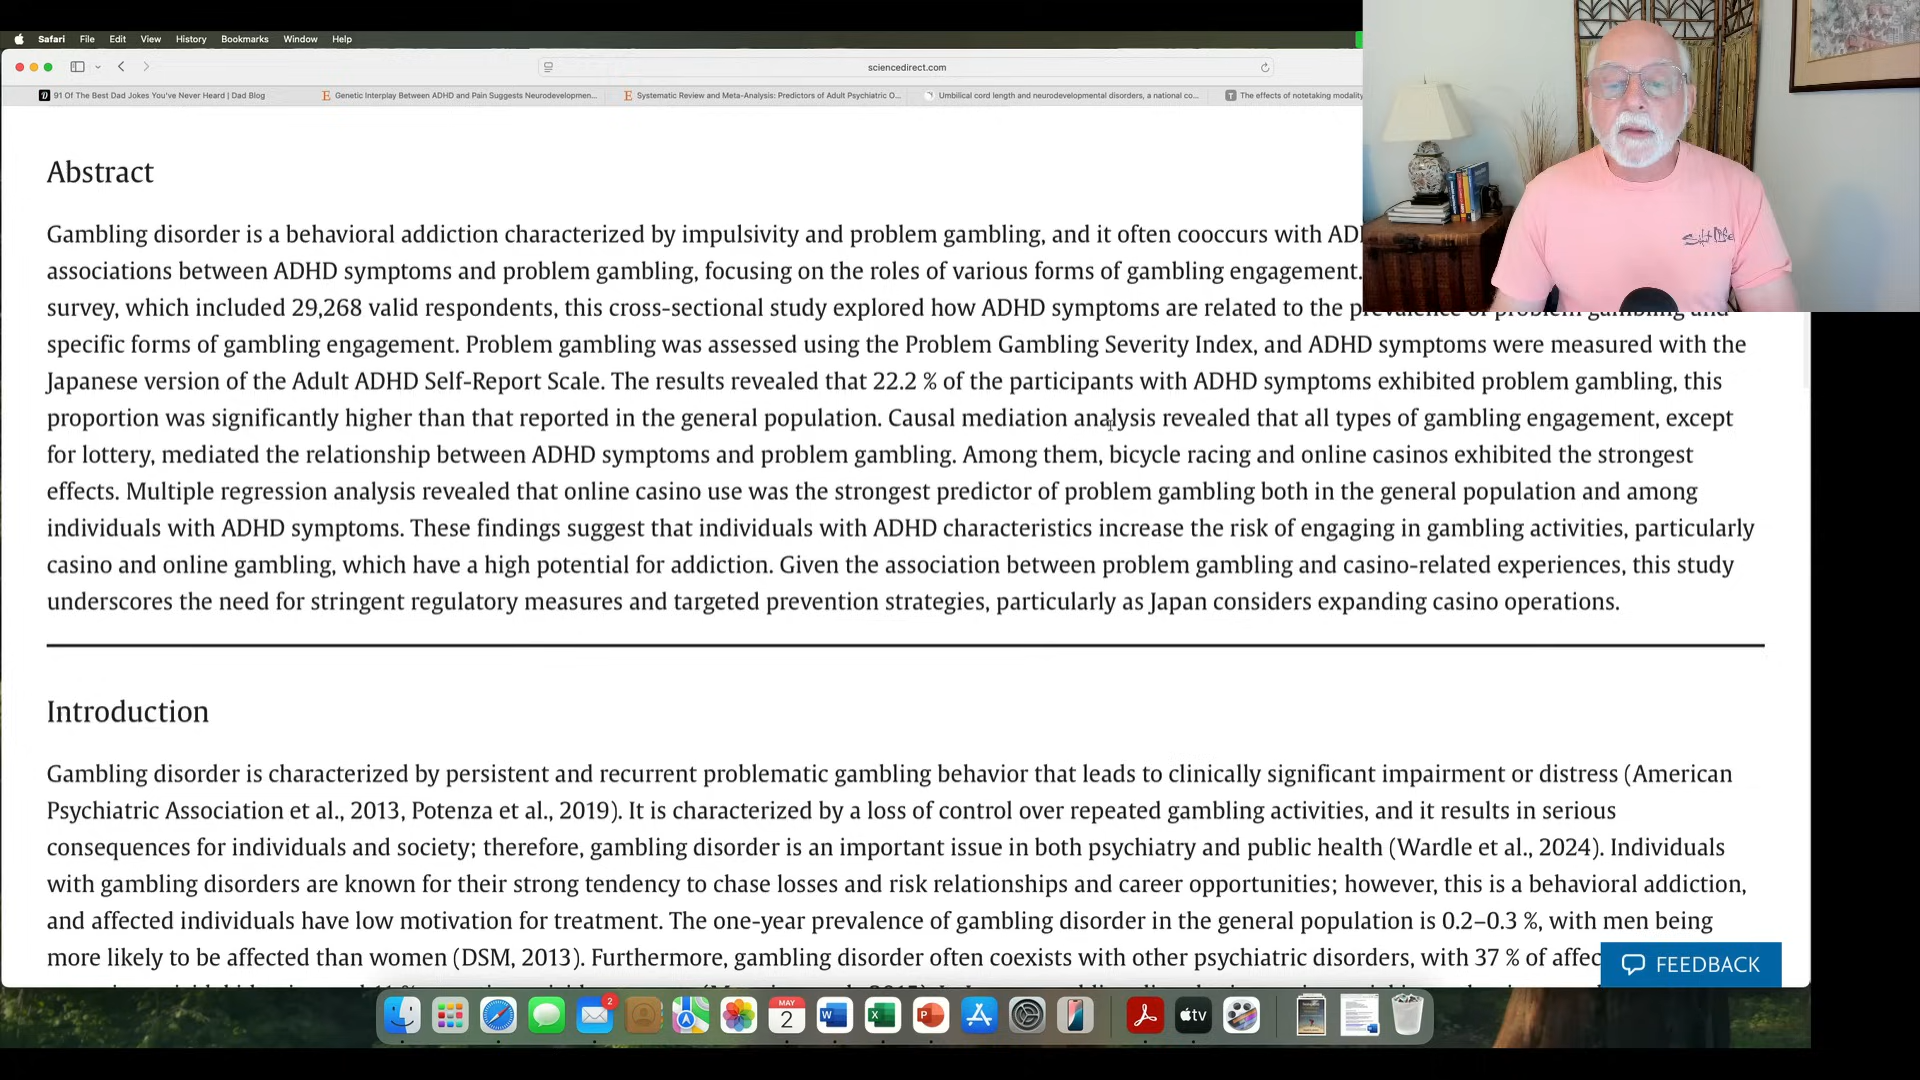 Safari File Edit View History Bookmarks Window Help
sciencedirect.com
91 Of The Best Dad Jokes You've Never Heard | Dad Blog
Genetic Interplay Between ADHD and Pain Suggests Neurodevelopmen...
Systematic Review and Meta-Analysis: Predictors of Adult Psychiatric O...
Umbilical cord length and neurodevelopmental disorders, a national co...
T The effects of notetaking modality
Abstract
Gambling disorder is a behavioral addiction characterized by impulsivity and problem gambling, and it often cooccurs with
associations between ADHD symptoms and problem gambling, focusing on the roles of various forms of gambling engagement.
survey, which included 29,268 valid respondents, this cross-sectional study explored how ADHD symptoms are related to the prevalence of problem gambling and
specific forms of gambling engagement. Problem gambling was assessed using the Problem Gambling Severity Index, and ADHD symptoms were measured with the
Japanese version of the Adult ADHD Self-Report Scale. The results revealed that 22.2 % of the participants with ADHD symptoms exhibited problem gambling, this
proportion was significantly higher than that reported in the general population. Causal mediation analysis revealed that all types of gambling engagement, except
for lottery, mediated the relationship between ADHD symptoms and problem gambling. Among them, bicycle racing and online casinos exhibited the strongest
effects. Multiple regression analysis revealed that online casino use was the strongest predictor of problem gambling both in the general population and among
individuals with ADHD symptoms. These findings suggest that individuals with ADHD characteristics increase the risk of engaging in gambling activities, particularly
casino and online gambling, which have a high potential for addiction. Given the association between problem gambling and casino-related experiences, this study
underscores the need for stringent regulatory measures and targeted prevention strategies, particularly as Japan considers expanding casino operations.
Introduction
Gambling disorder is characterized by persistent and recurrent problematic gambling behavior that leads to clinically significant impairment or distress (American
Psychiatric Association et al., 2013, Potenza et al., 2019). It is characterized by a loss of control over repeated gambling activities, and it results in serious
consequences for individuals and society; therefore, gambling disorder is an important issue in both psychiatry and public health (Wardle et al., 2024). Individuals
with gambling disorders are known for their strong tendency to chase losses and risk relationships and career opportunities; however, this is a behavioral addiction,
and affected individuals have low motivation for treatment. The one-year prevalence of gambling disorder in the general population is 0.2–0.3 %, with men being
more likely to be affected than women (DSM, 2013). Furthermore, gambling disorder often coexists with other psychiatric disorders, with 37 % of
FEEDBACK
2
MAY
2
tv